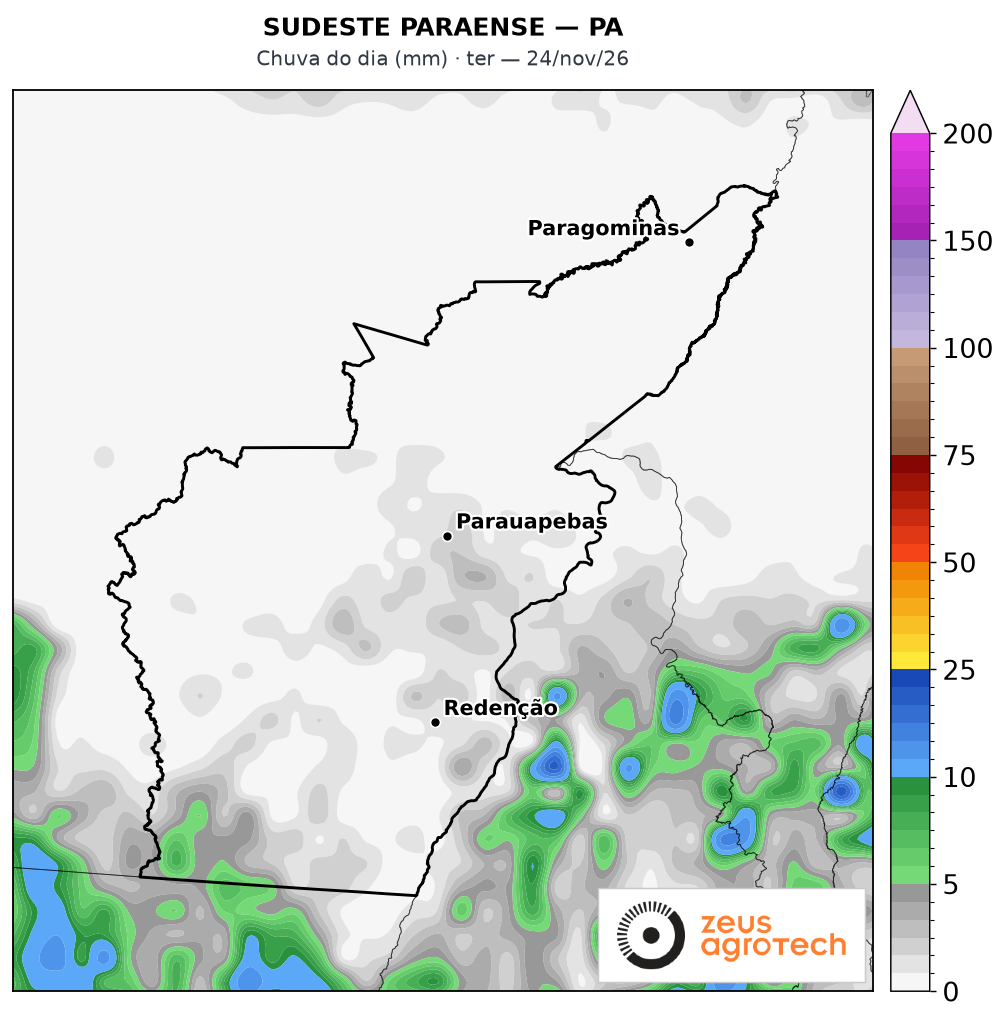 SUDESTE PARAENSE — PA
Chuva do dia (mm) · ter — 24/nov/26
200
150
100
75
50
25
10
5
0
Paragominas
Parauapebas
Redenção
zeus
agrotech